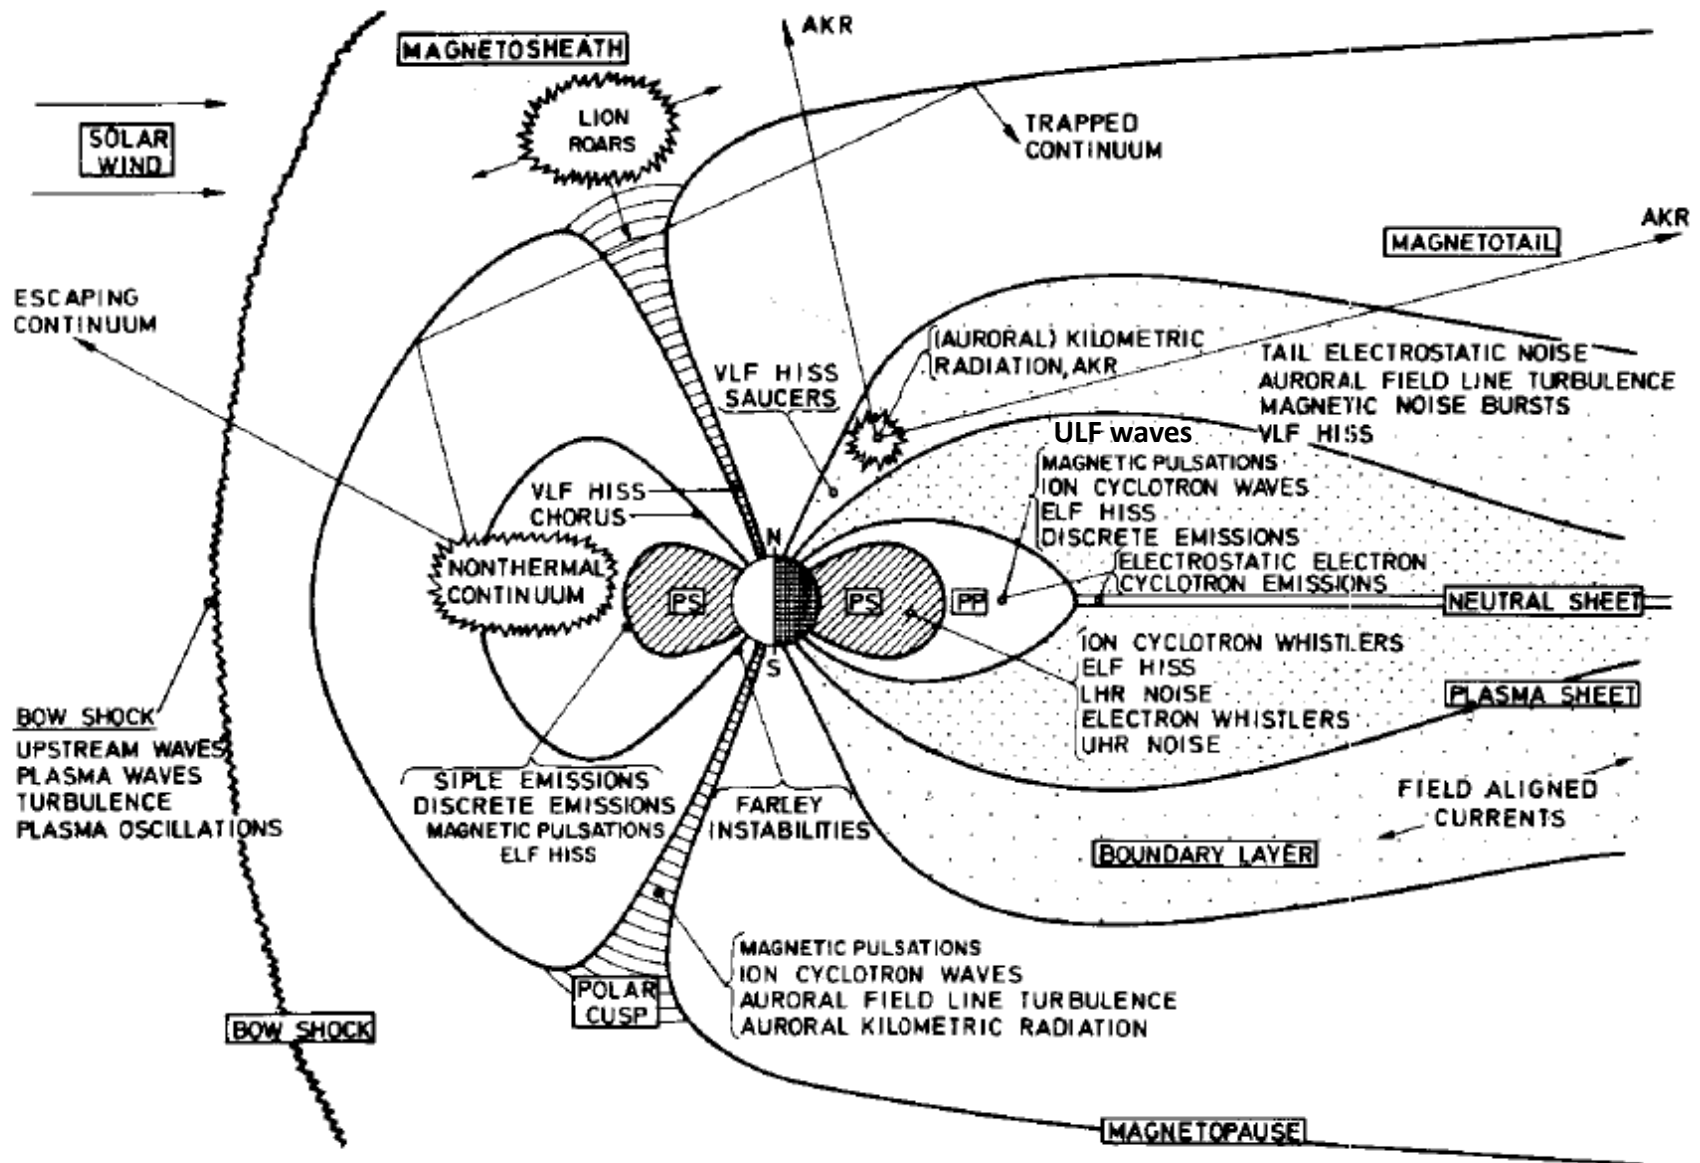 AKR
MAGNETOSHEATH
LION
ROARS
SOLAR
WIND
TRAPPED
CONTINUUM
AKR
MAGNETOTAIL
ESCAPING
CONTINUUM
(AURORAL) KILOMETRIC
RADIATION, AKR
VLF HISS
SAUCERS
TAIL ELECTROSTATIC NOISE
AURORAL FIELD LINE TURBULENCE
MAGNETIC NOISE BURSTS
VLF HISS
ULF waves
MAGNETIC PULSATIONS
ION CYCLOTRON WAVES
ELF HISS
DISCRETE EMISSIONS
VLF HISS
CHORUS
N
ELECTROSTATIC ELECTRON
CYCLOTRON EMISSIONS
NONTHERMAL
CONTINUUM
PS
PS
PP
NEUTRAL SHEET
S
ION CYCLOTRON WHISTLERS
ELF HISS
LHR NOISE
ELECTRON WHISTLERS
UHR NOISE
PLASMA SHEET
BOW SHOCK
UPSTREAM WAVES
PLASMA WAVES
TURBULENCE
PLASMA OSCILLATIONS
SIPLE EMISSIONS
DISCRETE EMISSIONS
MAGNETIC PULSATIONS
ELF HISS
FARLEY
INSTABILITIES
FIELD ALIGNED
CURRENTS
BOUNDARY LAYER
MAGNETIC PULSATIONS
ION CYCLOTRON WAVES
AURORAL FIELD LINE TURBULENCE
AURORAL KILOMETRIC RADIATION
POLAR
CUSP
BOW SHOCK
MAGNETOPAUSE